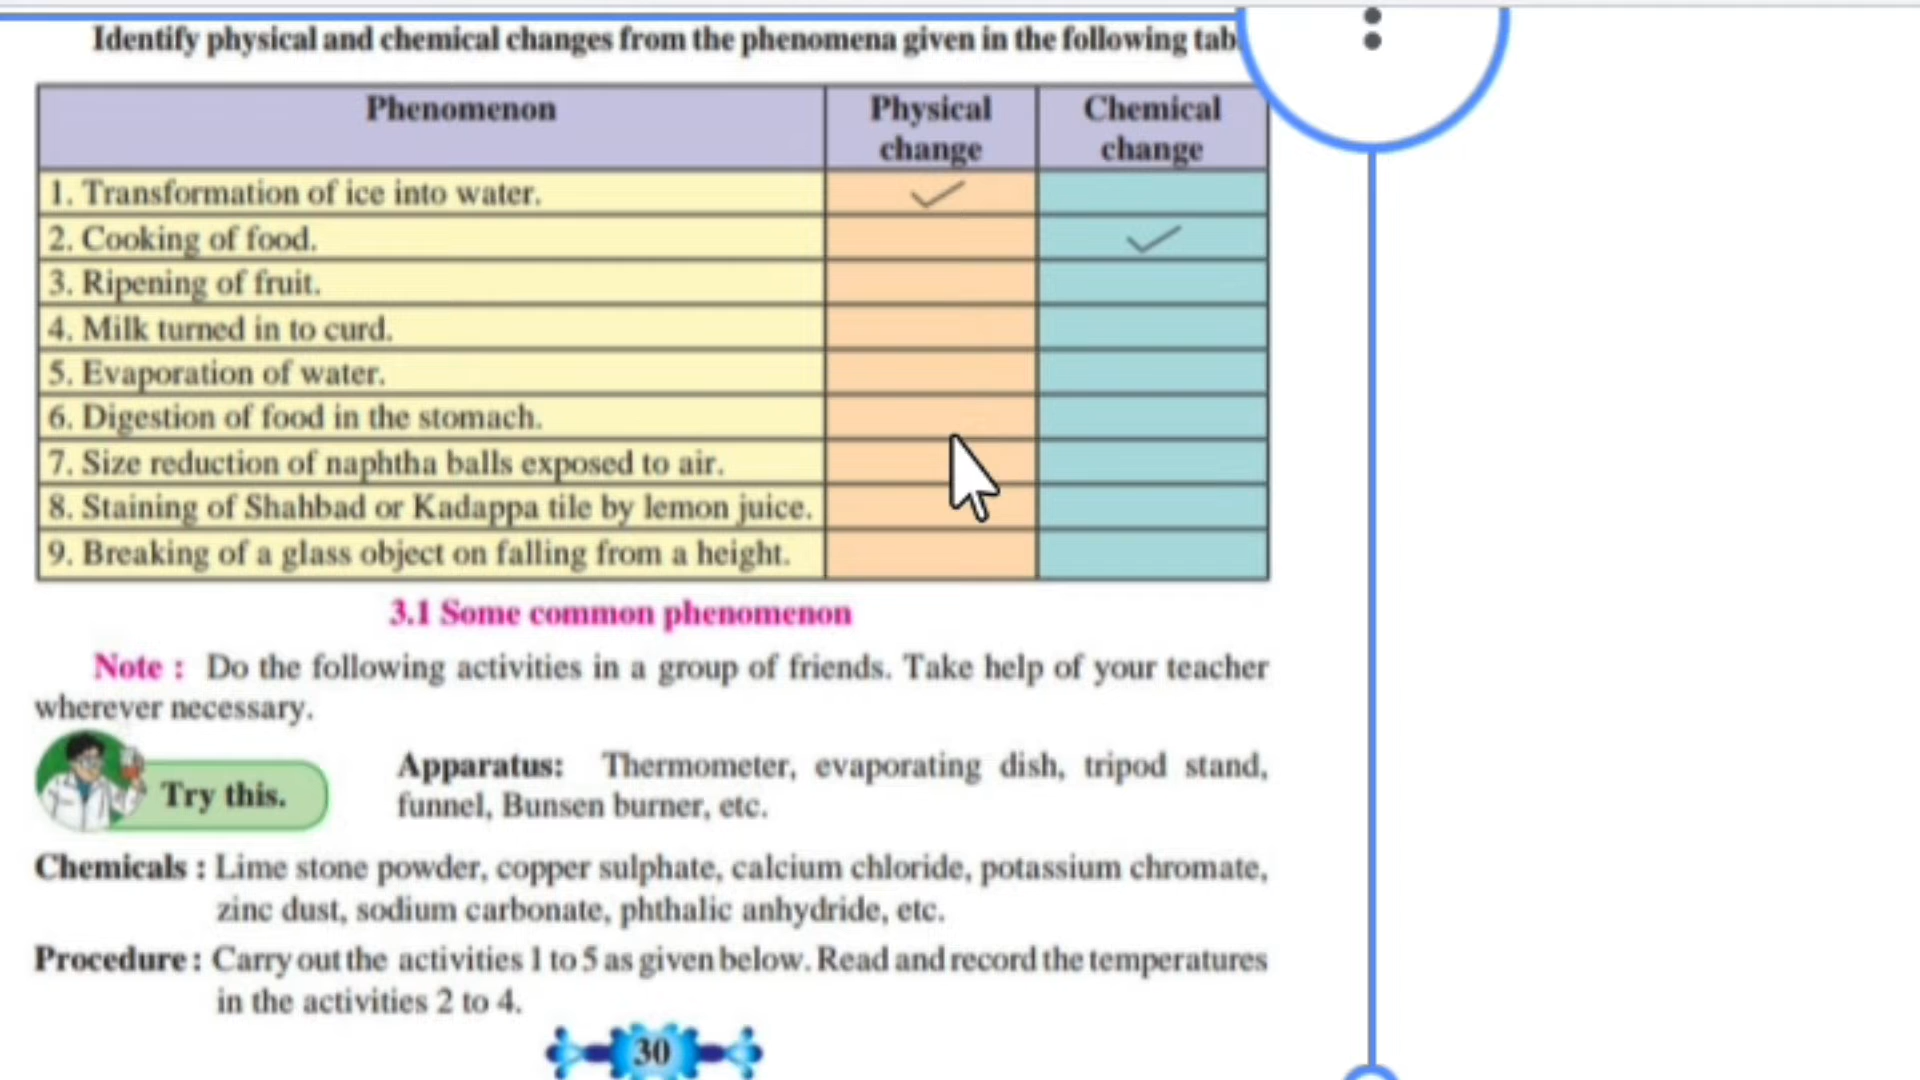 Identify physical and chemical changes from the phenomena given in the following
Phenomenon
Physical change
Chemical change
1. Transformation of ice into water.
2. Cooking of food.
3. Ripening of fruit.
4. Milk turned in to curd.
5. Evaporation of water.
6. Digestion of food in the stomach.
7. Size reduction of naphtha balls exposed to air.
8. Staining of Shahbad or Kadappa tile by lemon juice.
9. Breaking of a glass object on falling from a height.
3.1 Some common phenomenon
Note : Do the following activities in a group of friends. Take help of your teacher
wherever necessary.
Try this.
Apparatus: Thermometer, evaporating dish, tripod stand,
funnel, Bunsen burner, etc.
Chemicals : Lime stone powder, copper sulphate, calcium chloride, potassium chromate,
zinc dust, sodium carbonate, phthalic anhydride, etc.
Procedure : Carry out the activities 1 to 5 as given below. Read and record the temperatures
in the activities 2 to 4.
30